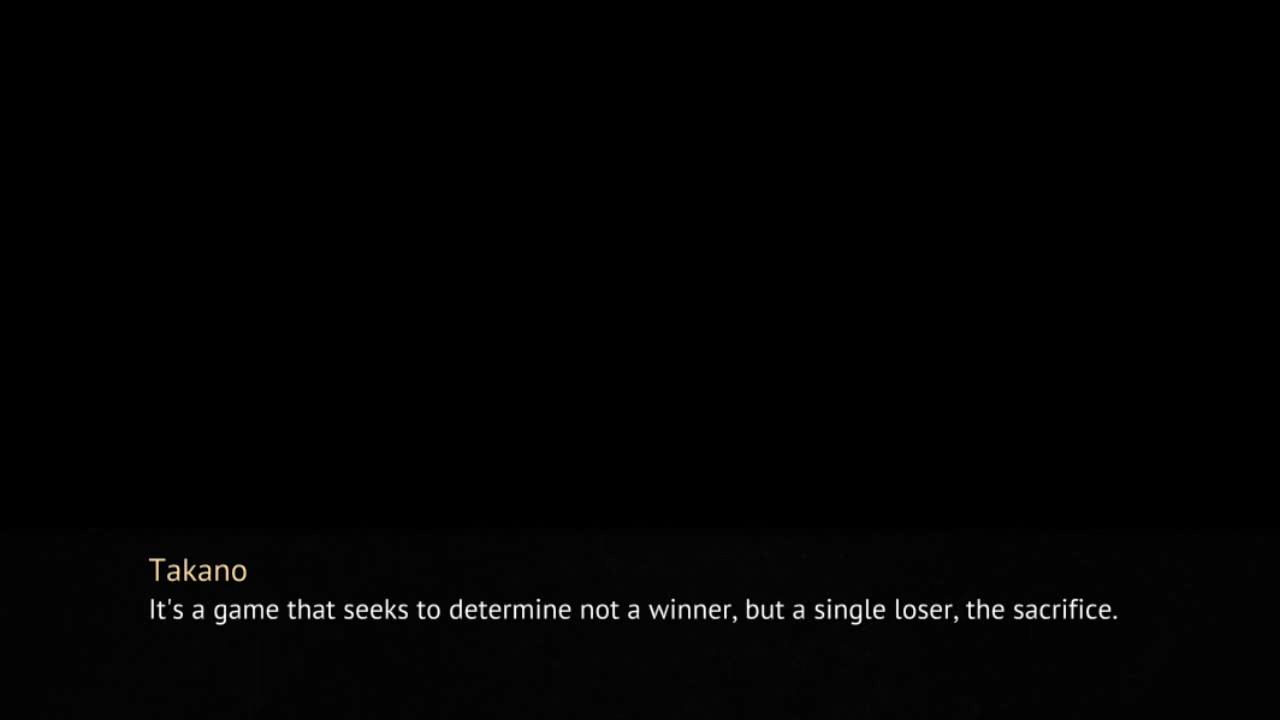 Takano
It's a game that seeks to determine not a winner, but a single loser, the sacrifice.